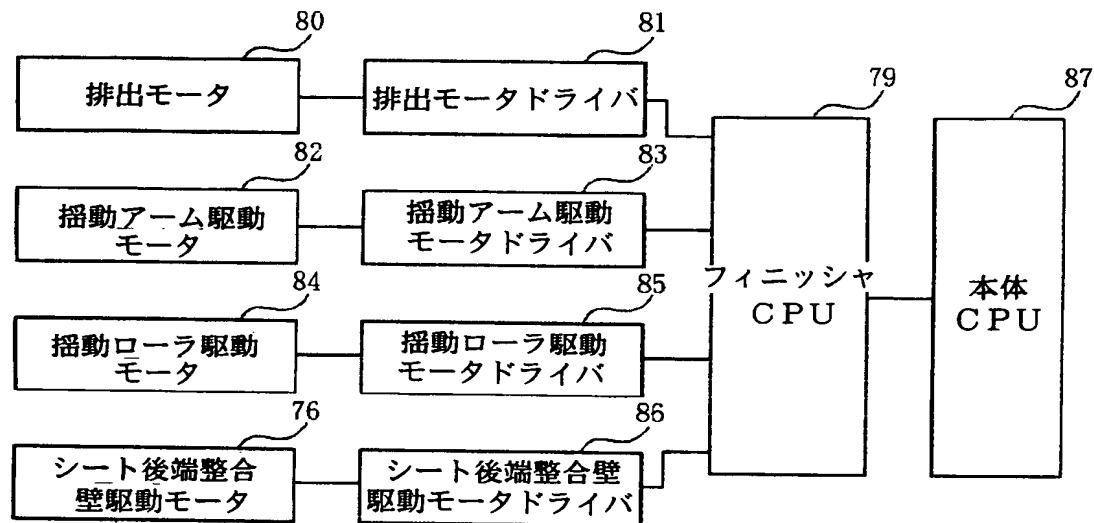 80
81
排出モータ
排出モータドライバ
79
87
82
83
揺動アーム駆動
モータ
揺動アーム駆動
モータドライバ
フィニッシャ
CPU
本体
CPU
84
85
揺動ローラ駆動
モータ
揺動ローラ駆動
モータドライバ
76
86
シート後端整合
壁駆動モータ
シート後端整合壁
駆動モータドライバ